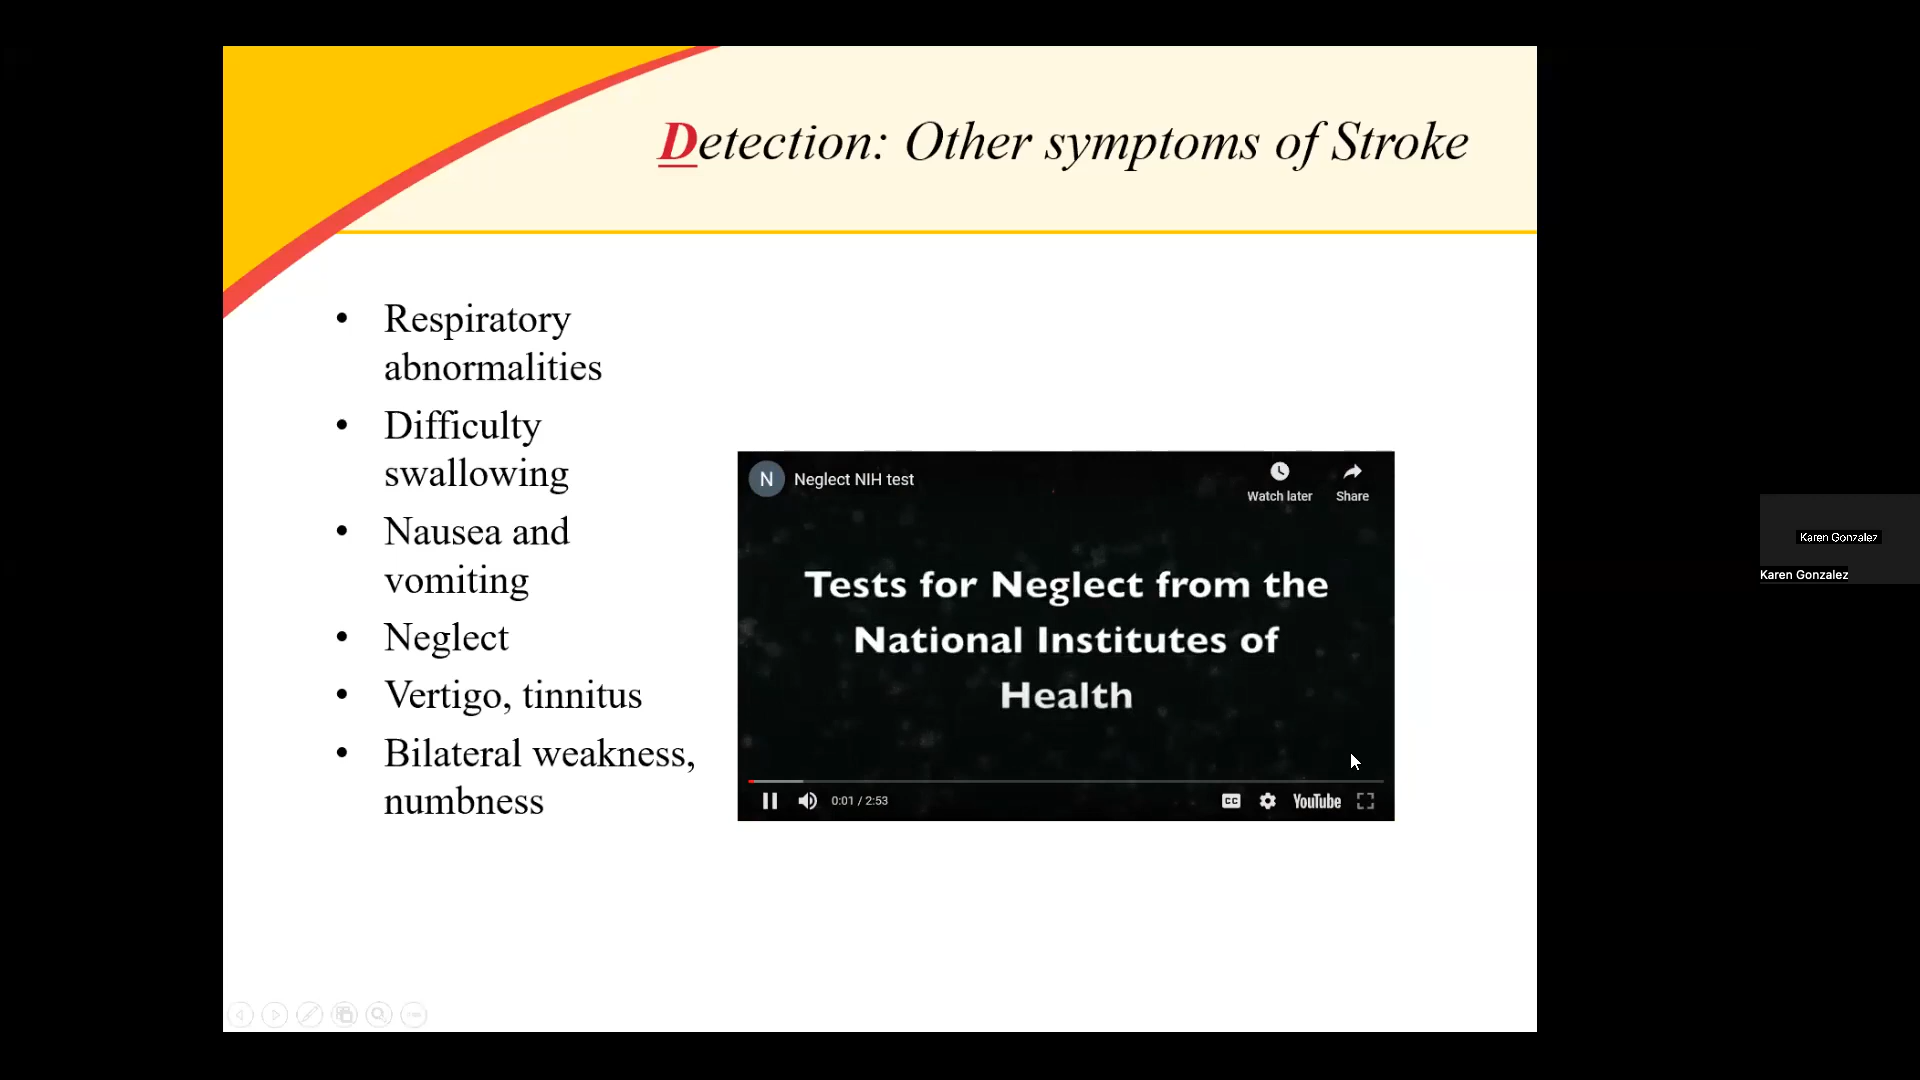 Detection: Other symptoms of Stroke
• Respiratory
abnormalities
• Difficulty
swallowing
• Nausea and
vomiting
• Neglect
• Vertigo, tinnitus
• Bilateral weakness,
numbness
N Neglect NIH test
Watch later Share
Tests for Neglect from the
National Institutes of
Health
0:01 / 2:53
CC YouTube
Karen Gonzalez
Karen Gonzalez